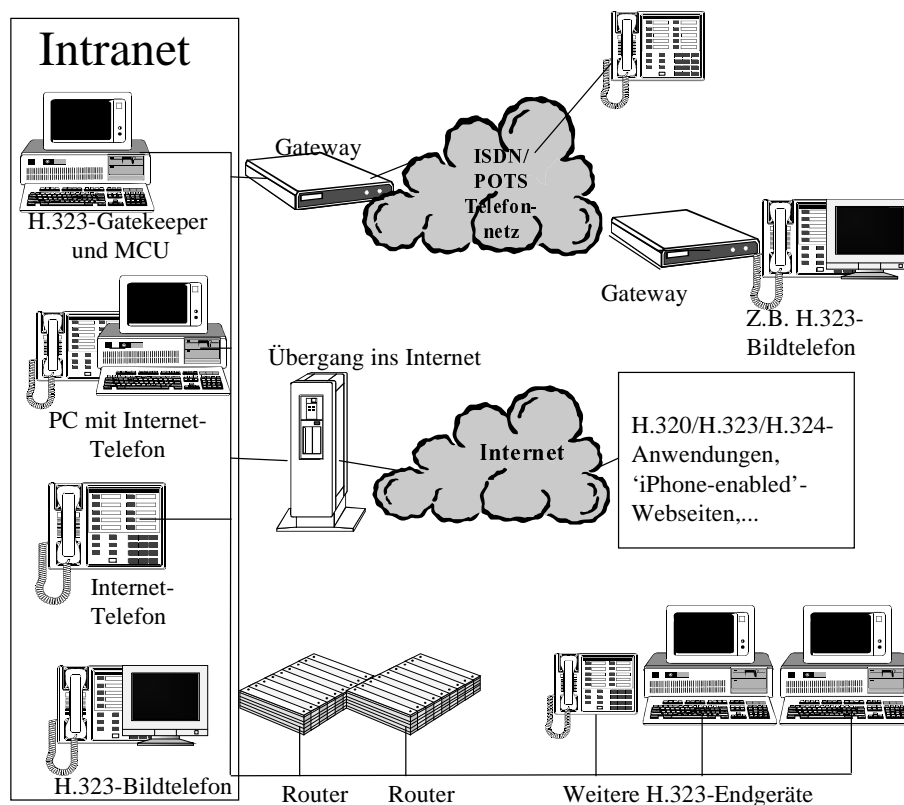 Intranet
H.323-Gatekeeper
und MCU
PC mit Internet-
Telefon
Internet-
Telefon
H.323-Bildtelefon
Gateway
ISDN/
POTS
Telefon-
netz
Gateway
Z.B. H.323-
Bildtelefon
Übergang ins Internet
Internet
H.320/H.323/H.324-
Anwendungen,
‘iPhone-enabled’-
Webseiten,...
Router
Router
Weitere H.323-Endgeräte